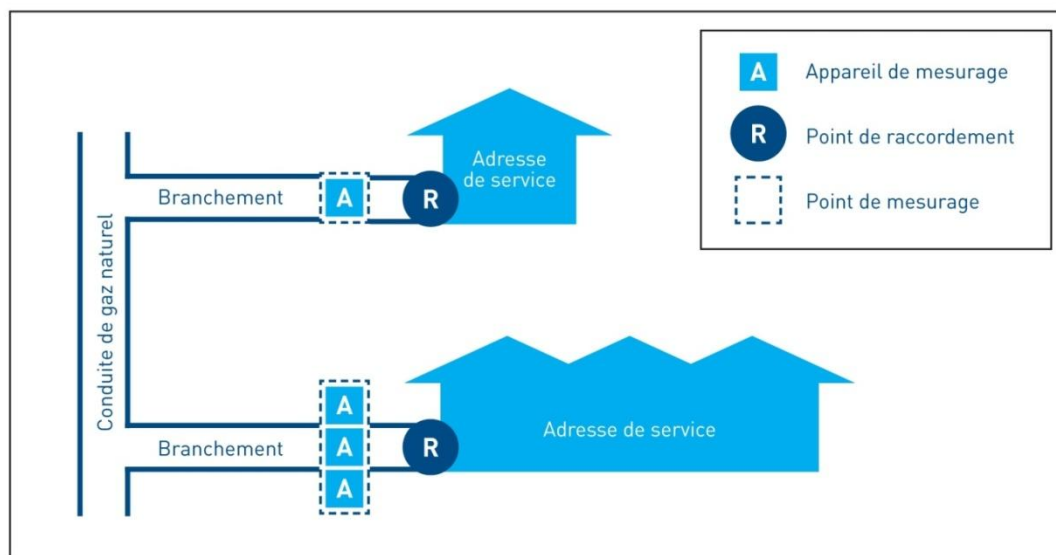 A Appareil de mesurage
R Point de raccordement
Point de mesurage
Adresse
de service
Branchement
A
R
Conduite de gaz naturel
A
A
A
Branchement
R
Adresse de service